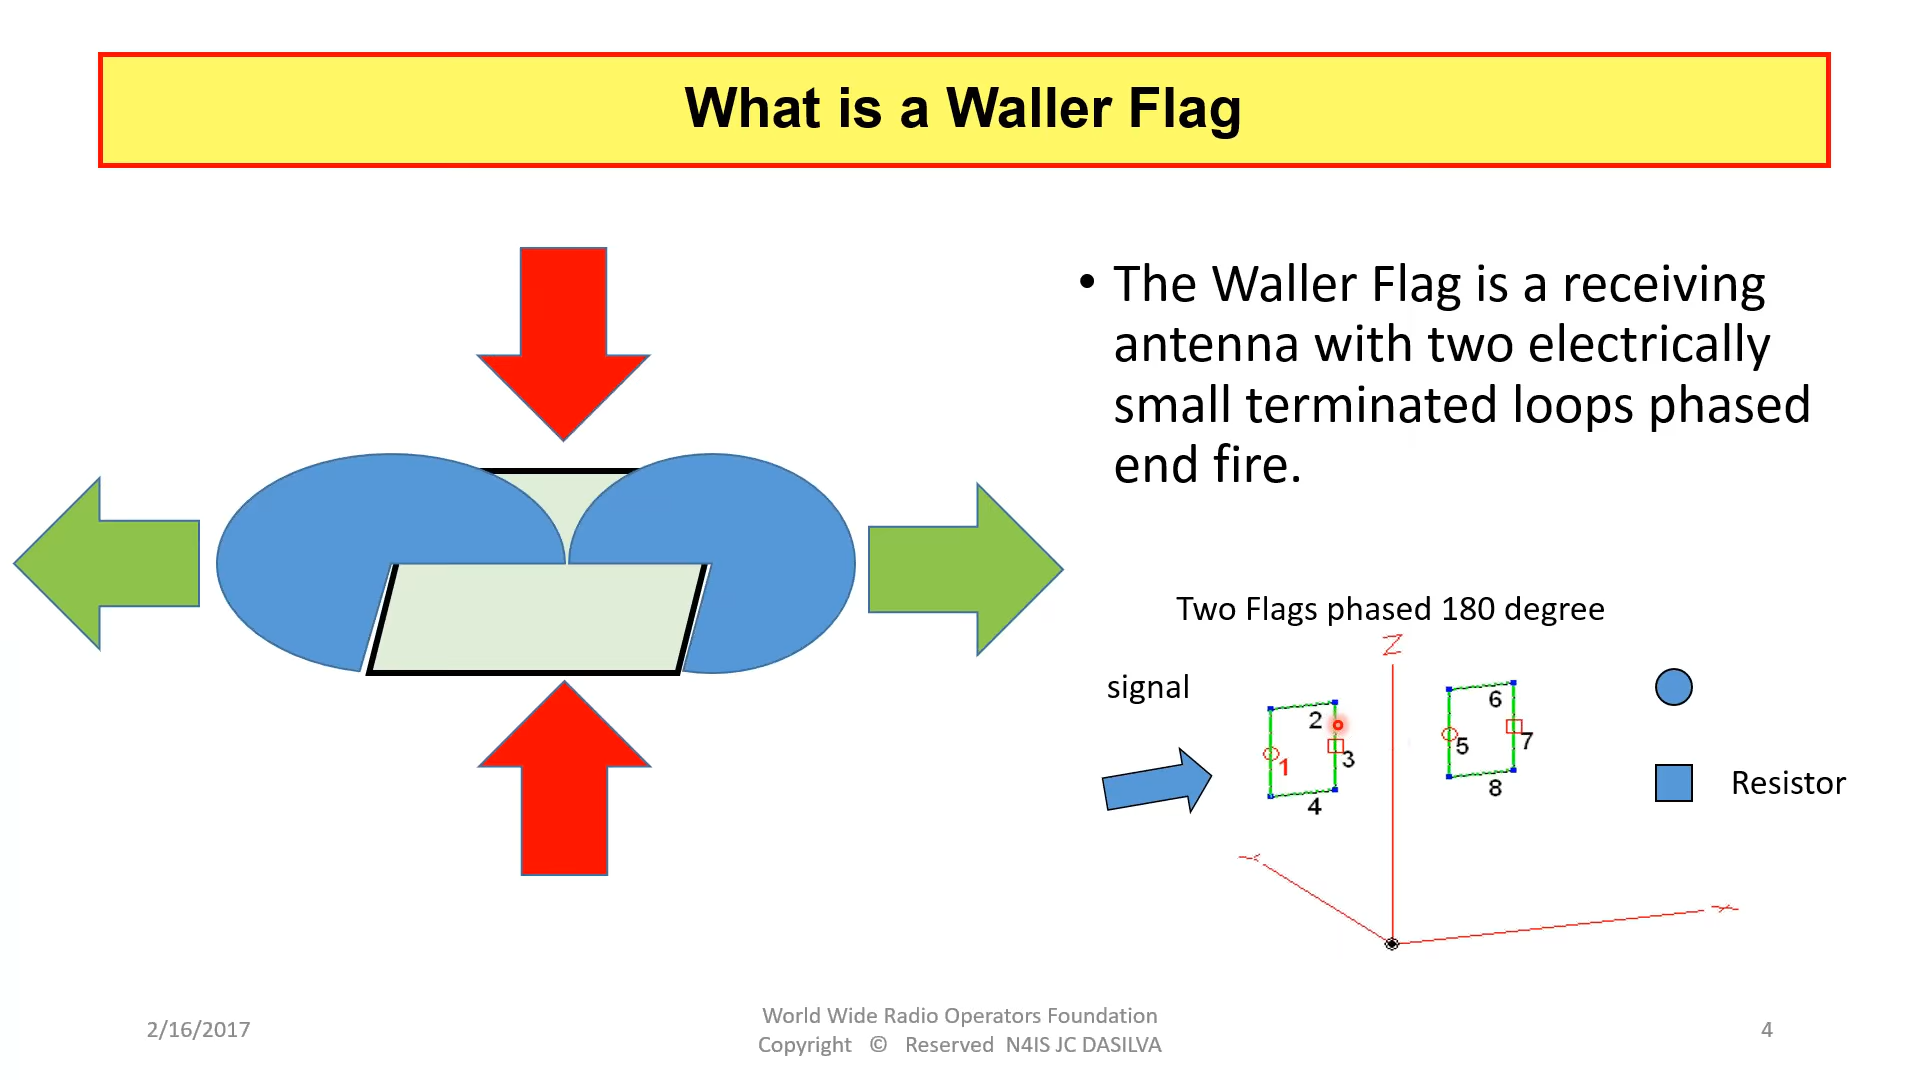 What is a Waller Flag
• The Waller Flag is a receiving
antenna with two electrically
small terminated loops phased
end fire.
Two Flags phased 180 degree
Z
signal
2
6
1
3
5
7
4
8
Resistor
Y
X
2/16/2017
World Wide Radio Operators Foundation
Copyright © Reserved N4IS JC DASILVA
4